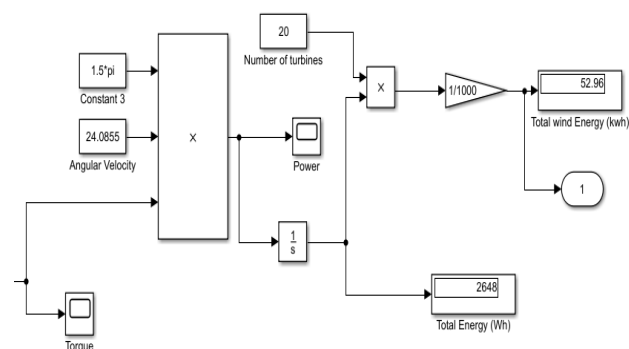 1.5*pi
Constant 3
24.0855
Angular Velocity
X
Power
1
s
20
Number of turbines
X
1/1000
52.96
Total wind Energy (kwh)
1
2648
Total Energy (Wh)
Torque